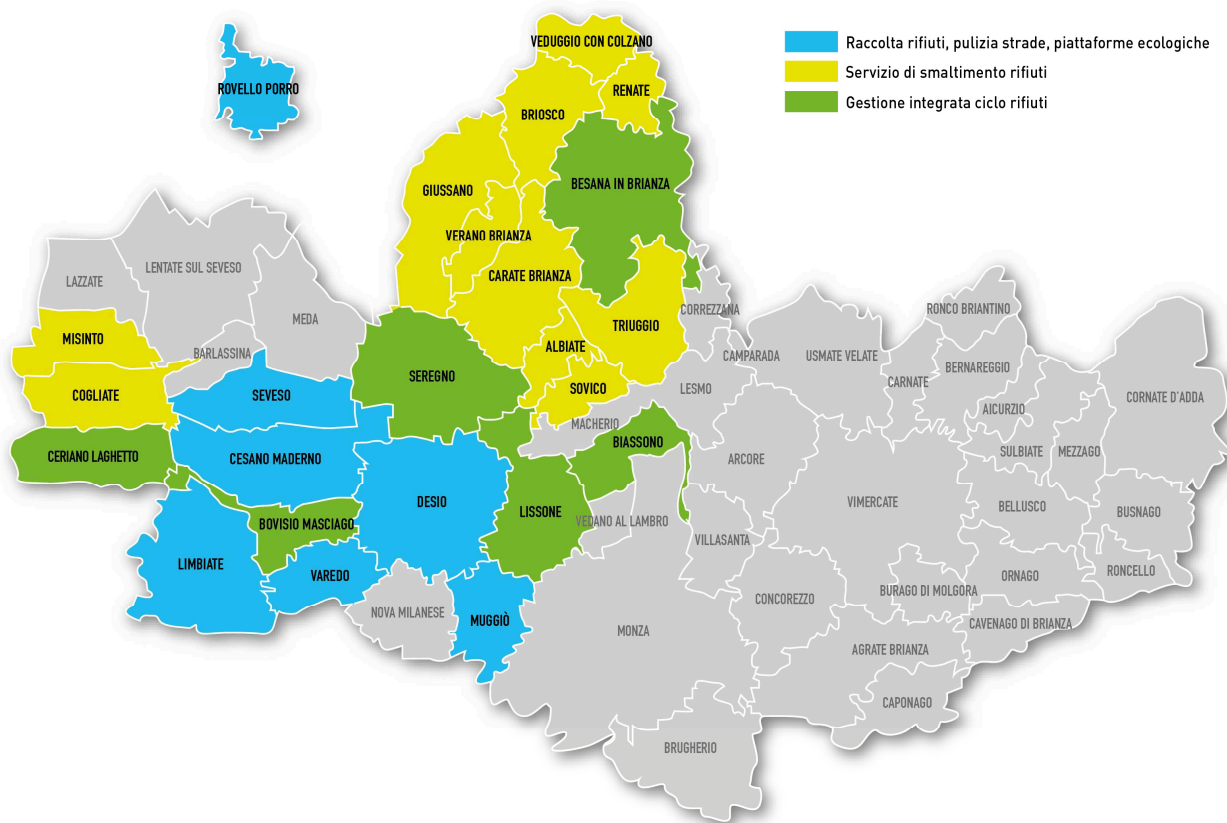 VEDUGGIO CON COLZANO
Raccolta rifiuti, pulizia strade, piattaforme ecologiche
Servizio di smaltimento rifiuti
Gestione integrata ciclo rifiuti
ROVELLO PORRO
RENATE
BRIOSCO
GIUSSANO
BESANA IN BRIANZA
VERANO BRIANZA
LENTATE SUL SEVESO
LAZZATE
CARATE BRIANZA
CORREZZANA
RONCO BRIANTINO
MEDA
TRIUGGIO
MISINTO
ALBIATE
BARLASSINA
CAMPARADA
USMATE VELATE
BERNAREGGIO
SEREGNO
CARNATE
SOVICO
LESMO
COGLIATE
SEVESO
CORNATE D'ADDA
AICURZIO
MACHERIO
BIASSONO
SULBIATE
MEZZAGO
CERIANO LAGHETTO
CESANO MADERNO
ARCORE
DESIO
VIMERCATE
BELLUSCO
LISSONE
BUSNAGO
BOVISIO MASCIAGO
VEDANO AL LAMBRO
VILLASANTA
LIMBIATE
VAREDO
ORNAGO
RONCELLO
BURAGO DI MOLGORA
CONCOREZZO
NOVA MILANESE
MUGGIÒ
CAVENAGO DI BRIANZA
MONZA
AGRATE BRIANZA
CAPONAGO
BRUGHERIO